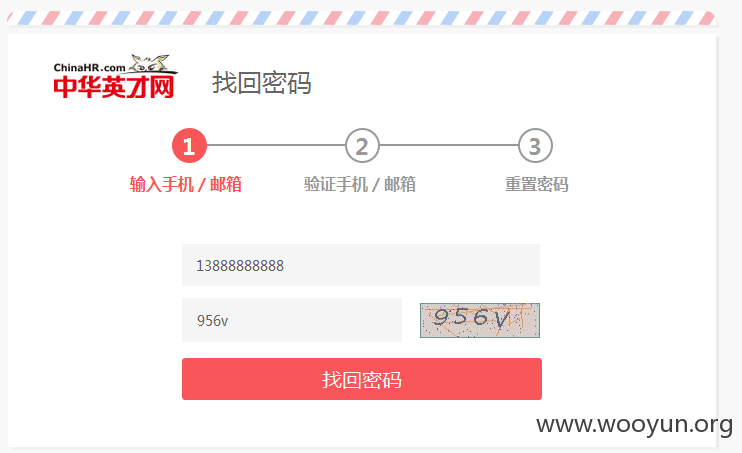 ChinaHR.com
中华英才网
找回密码
1 2 3
输入手机 / 邮箱 验证手机 / 邮箱 重置密码
13888888888
956v 956V
找回密码
www.wooyun.org